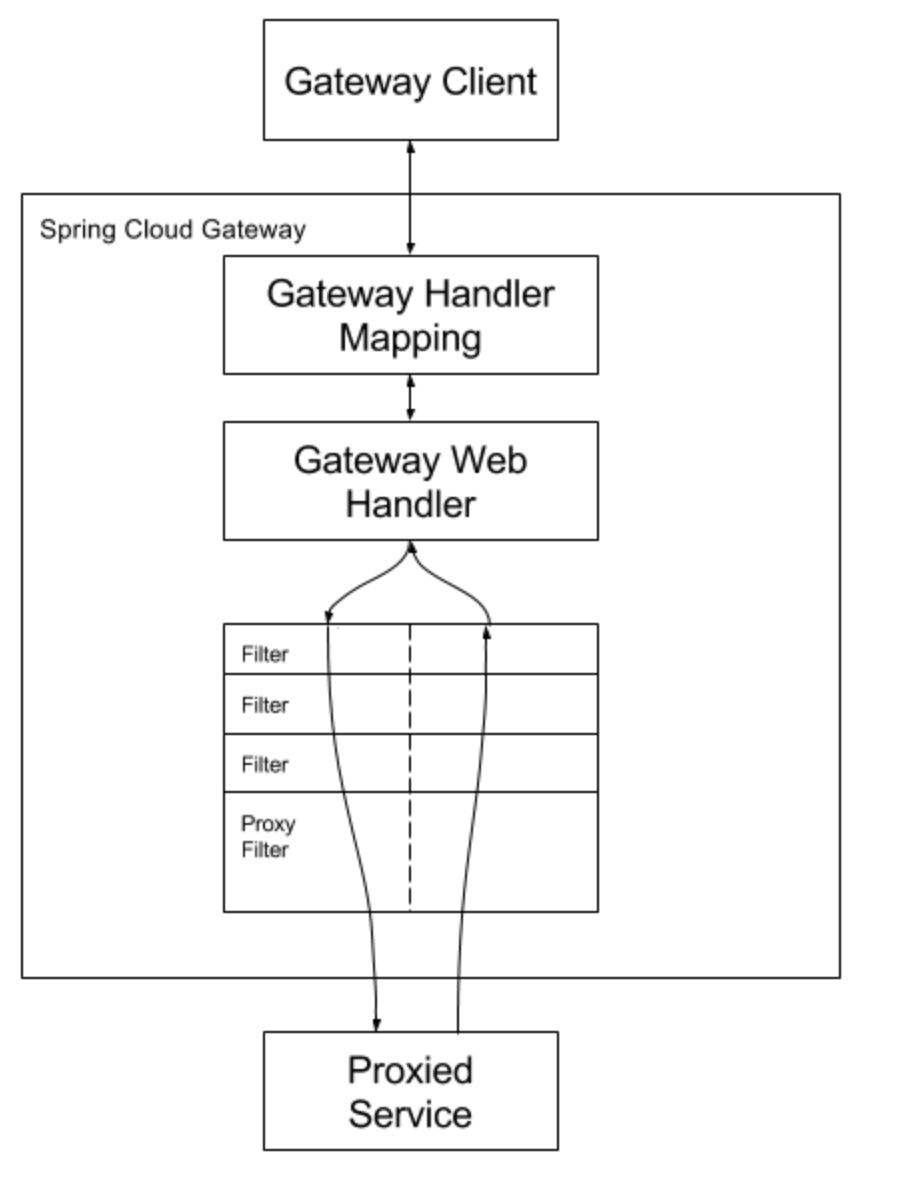 Gateway Client
Spring Cloud Gateway
Gateway Handler
Mapping
Gateway Web
Handler
Filter
Filter
Filter
Proxy
Filter
Proxied
Service